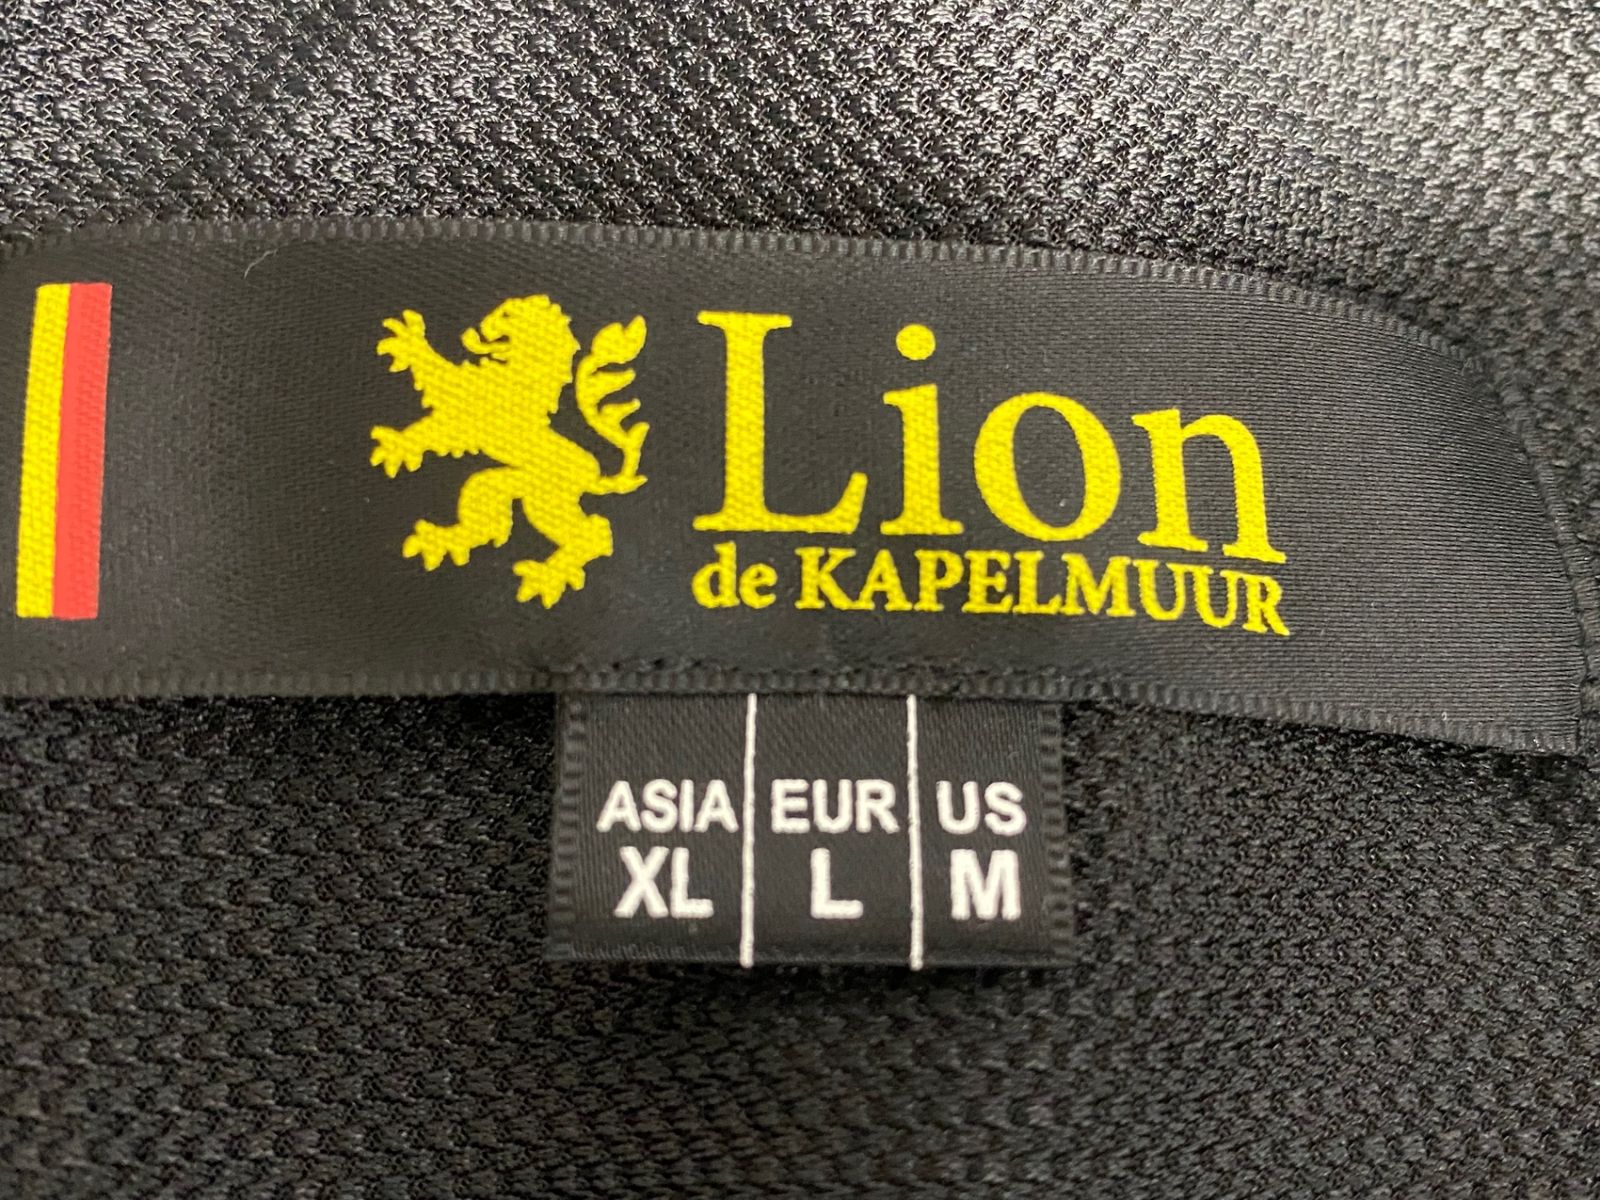 Lion
de KAPELMUUR
ASIA EUR US
XL L M